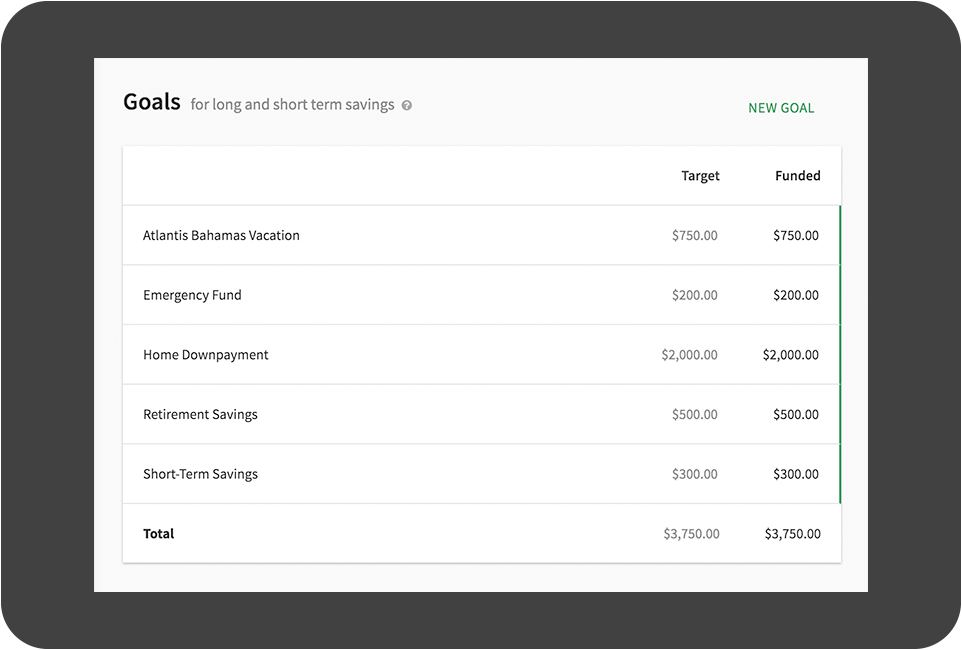 Goals for long and short term savings ?
NEW GOAL
Target Funded
Atlantis Bahamas Vacation $750.00 $750.00
Emergency Fund $200.00 $200.00
Home Downpayment $2,000.00 $2,000.00
Retirement Savings $500.00 $500.00
Short-Term Savings $300.00 $300.00
Total $3,750.00 $3,750.00